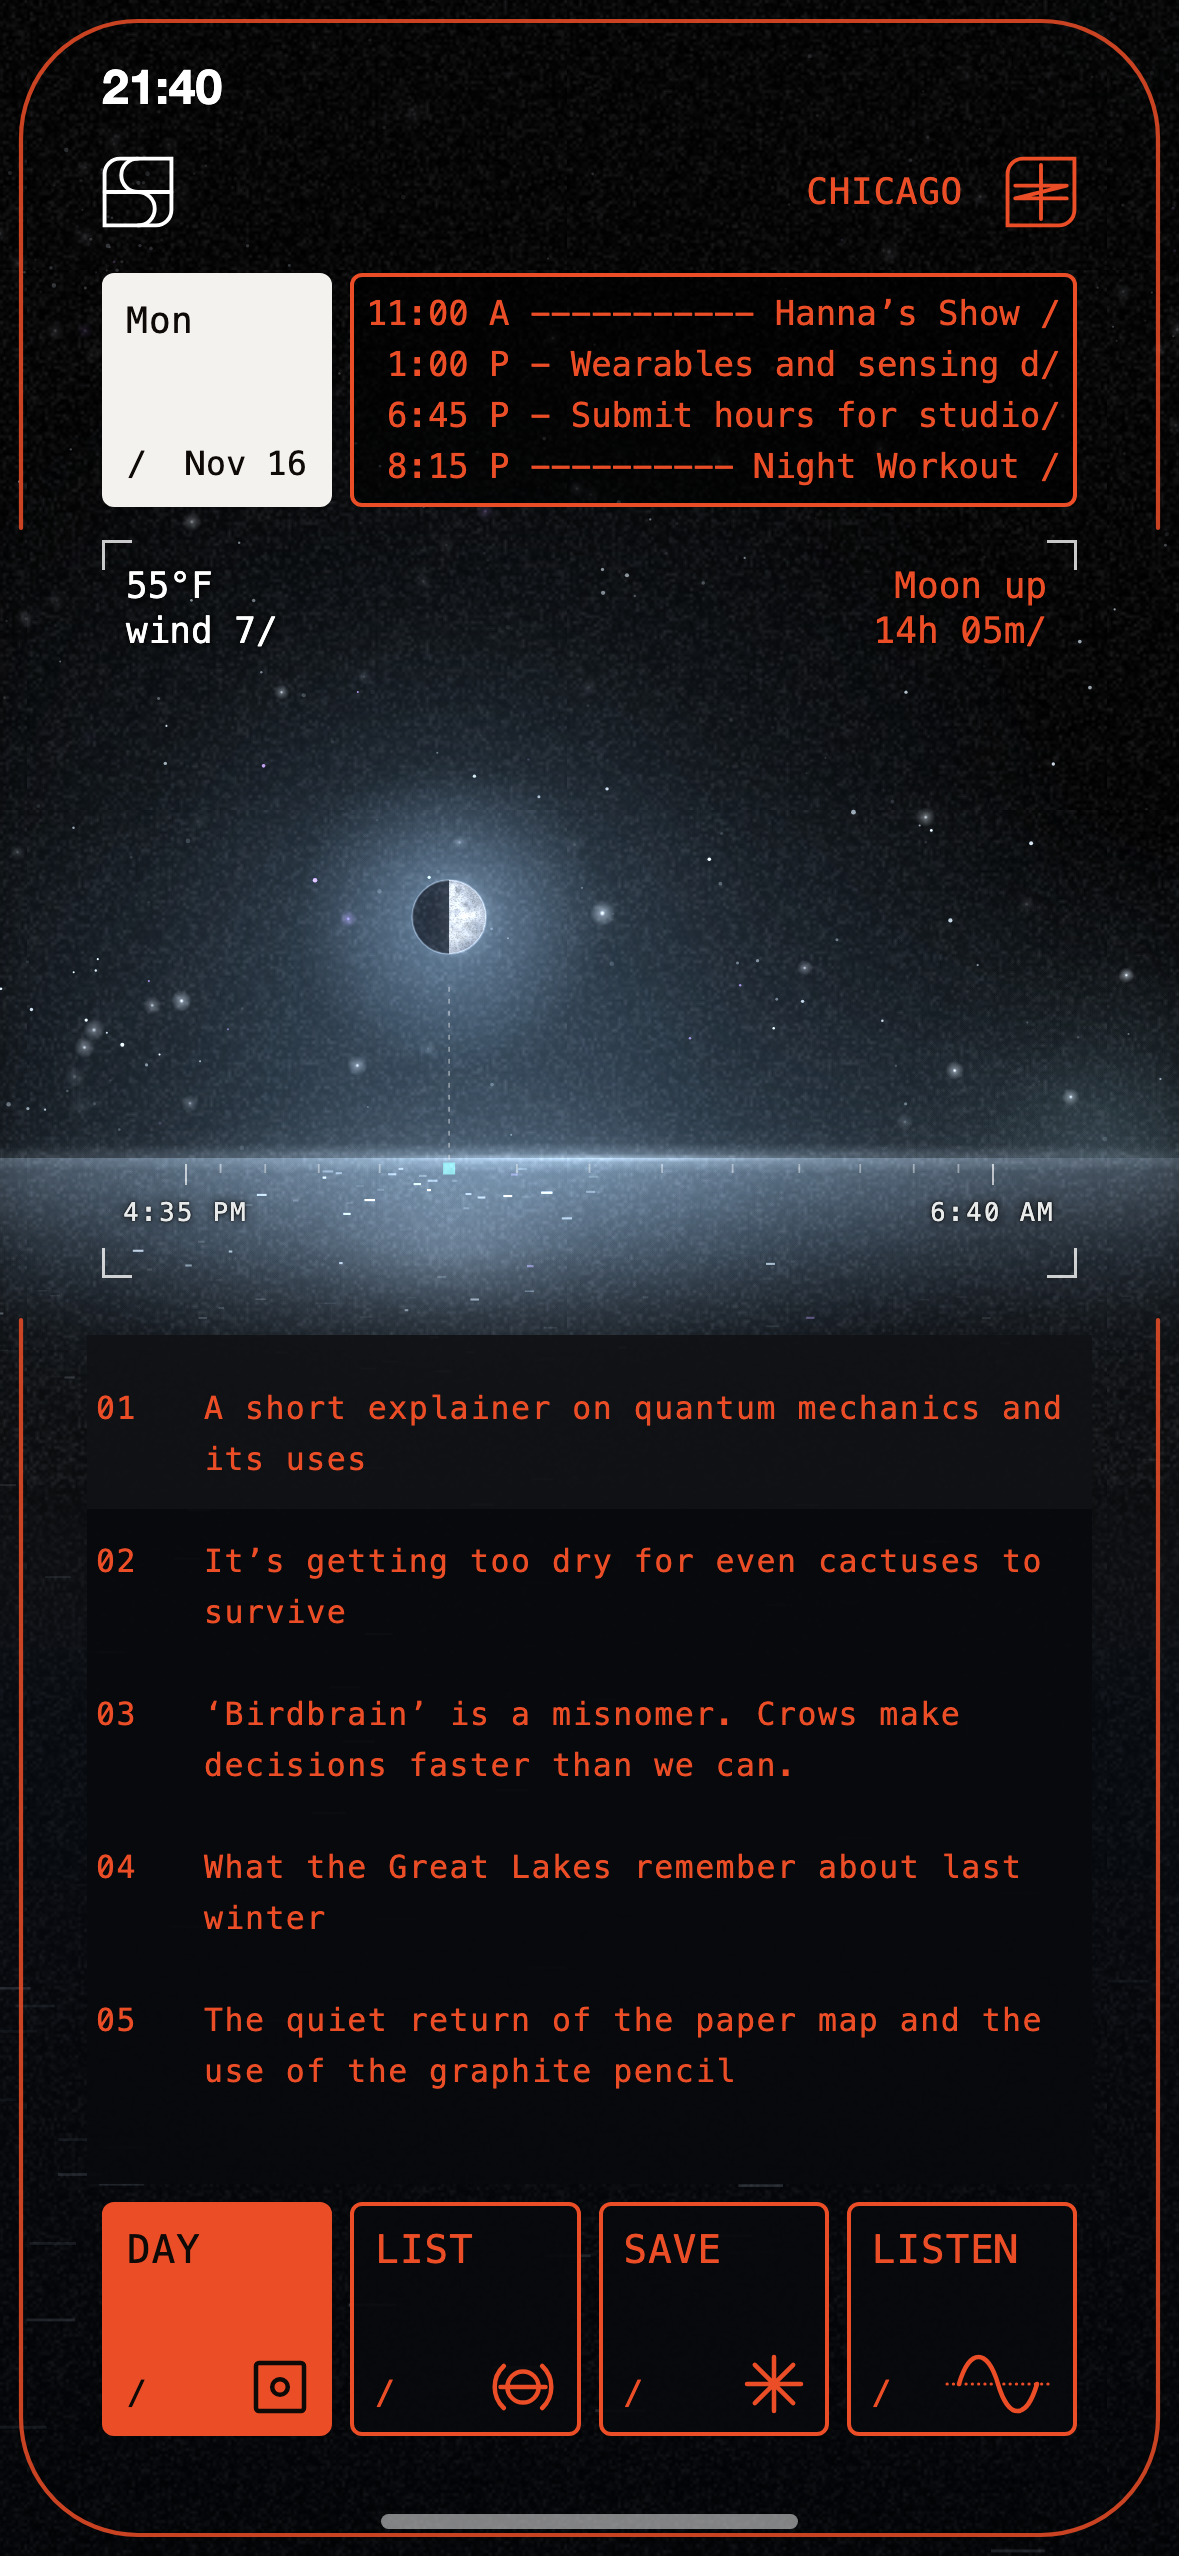 21:40
CHICAGO
Mon
/ Nov 16
11:00 A ——————————— Hanna’s Show /
1:00 P — Wearables and sensing d/
6:45 P — Submit hours for studio/
8:15 P —————————— Night Workout /
55°F
wind 7/
Moon up
14h 05m/
4:35 PM
6:40 AM
01 A short explainer on quantum mechanics and
its uses
02 It’s getting too dry for even cactuses to
survive
03 ‘Birdbrain’ is a misnomer. Crows make
decisions faster than we can.
04 What the Great Lakes remember about last
winter
05 The quiet return of the paper map and the
use of the graphite pencil
DAY
/
LIST
/
SAVE
/
LISTEN
/